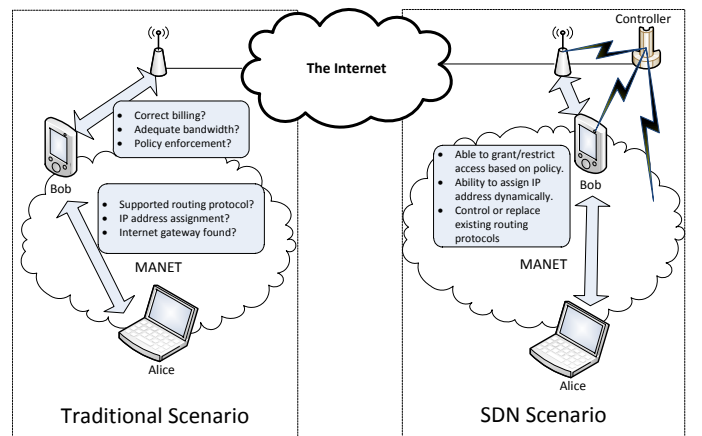 Controller
The Internet
• Correct billing?
• Adequate bandwidth?
• Policy enforcement?
Bob
• Supported routing protocol?
• IP address assignment?
• Internet gateway found?
MANET
Alice
Traditional Scenario
• Able to grant/restrict
access based on policy.
• Ability to assign IP
address dynamically.
• Control or replace
existing routing
protocols
Bob
MANET
Alice
SDN Scenario